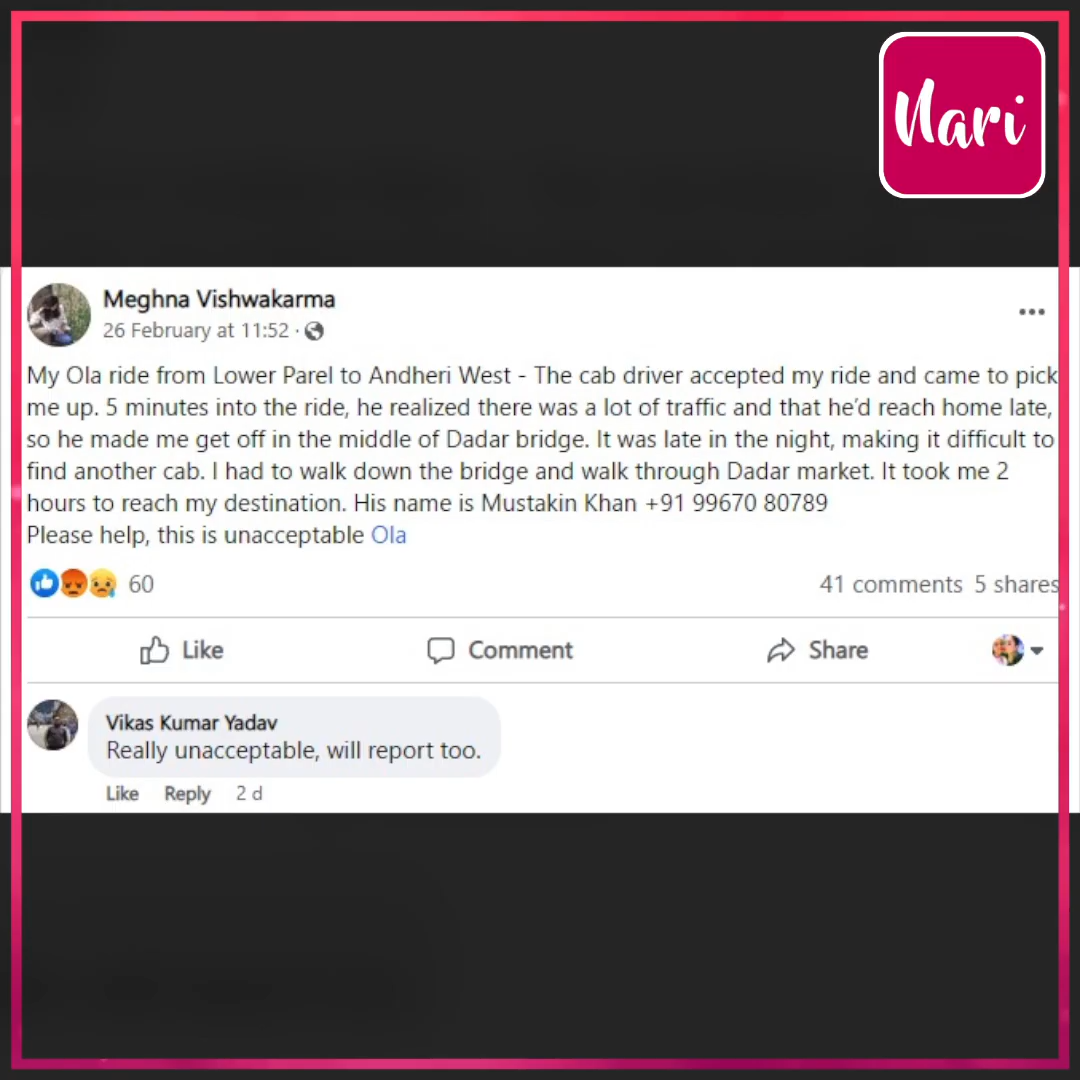 Nari
Meghna Vishwakarma
26 February at 11:52 ·
My Ola ride from Lower Parel to Andheri West - The cab driver accepted my ride and came to pick
me up. 5 minutes into the ride, he realized there was a lot of traffic and that he’d reach home late,
so he made me get off in the middle of Dadar bridge. It was late in the night, making it difficult to
find another cab. I had to walk down the bridge and walk through Dadar market. It took me 2
hours to reach my destination. His name is Mustakin Khan +91 99670 80789
Please help, this is unacceptable Ola
60 41 comments 5 shares
Like Comment Share
Vikas Kumar Yadav
Really unacceptable, will report too.
Like Reply 2 d